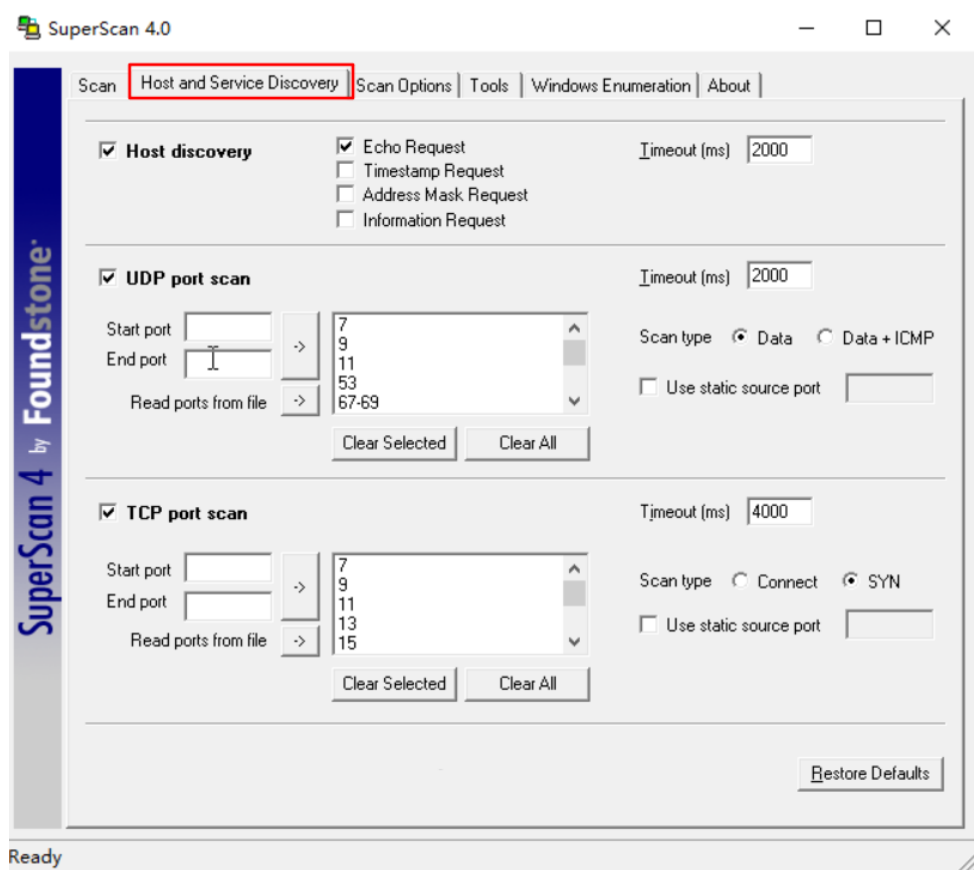 SuperScan 4.0
Scan Host and Service Discovery Scan Options Tools Windows Enumeration About
Host discovery
Echo Request
Timestamp Request
Address Mask Request
Information Request
Timeout (ms) 2000
UDP port scan
Timeout (ms) 2000
Start port
End port
->
Read ports from file ->
7
9
11
53
67-69
Clear Selected Clear All
Scan type Data Data + ICMP
Use static source port
TCP port scan
Timeout (ms) 4000
Start port
End port
->
Read ports from file ->
7
9
11
13
15
Clear Selected Clear All
Scan type Connect SYN
Use static source port
Restore Defaults
SuperScan 4 by Foundstone
Ready